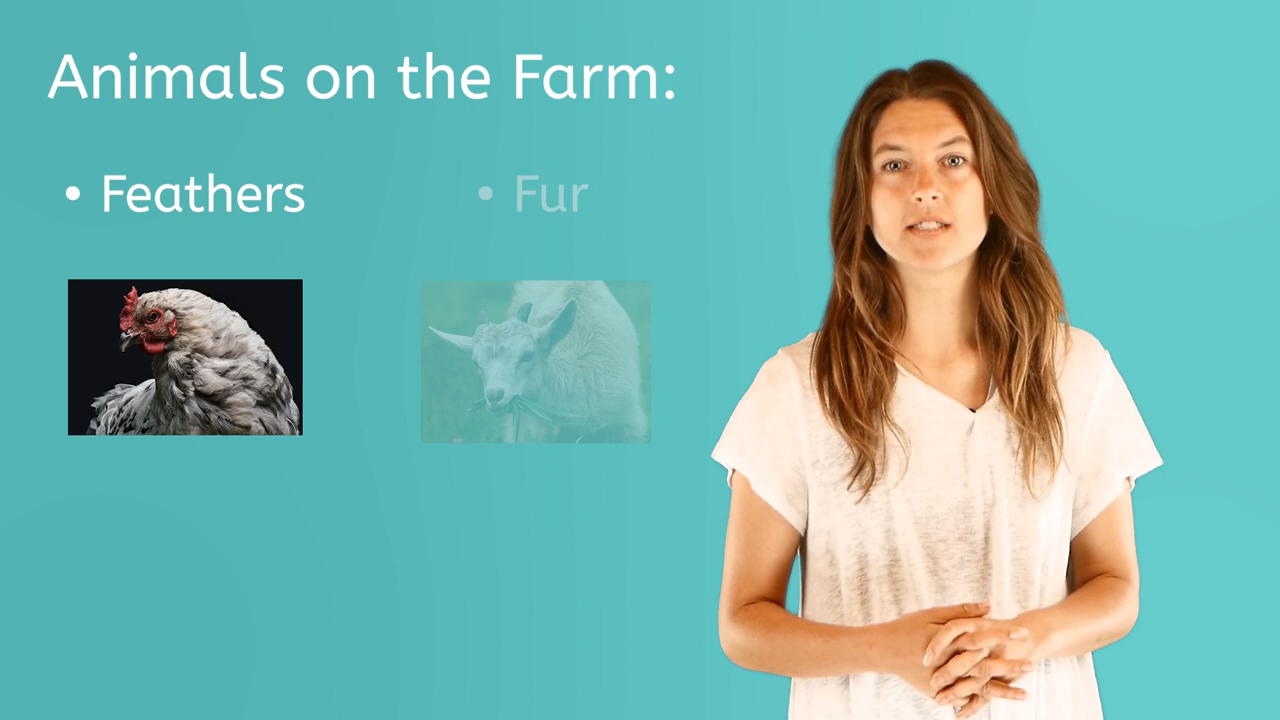 Animals on the Farm:
• Feathers
• Fur